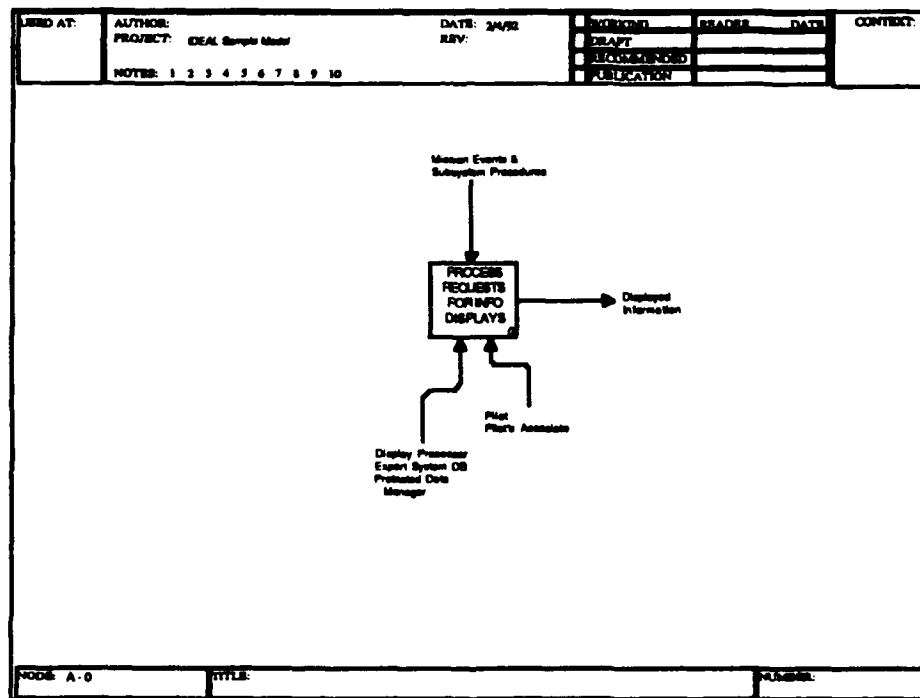 USED AT:
AUTHOR:
DATE: 2/4/92
WORKING
READER DATE
CONTEXT:
PROJECT: IDEAL Sample Model
REV:
DRAFT
RECOMMENDED
NOTES: 1 2 3 4 5 6 7 8 9 10
PUBLICATION
Mission Events &
Subsystem Procedures
PROCESS
REQUESTS
FOR INFO
DISPLAYS
Displayed
Information
Pilot
Pilot's Associate
Display Processor
Expert System DB
Data
Manager
NODE: A-0
TITLE:
NUMBER: